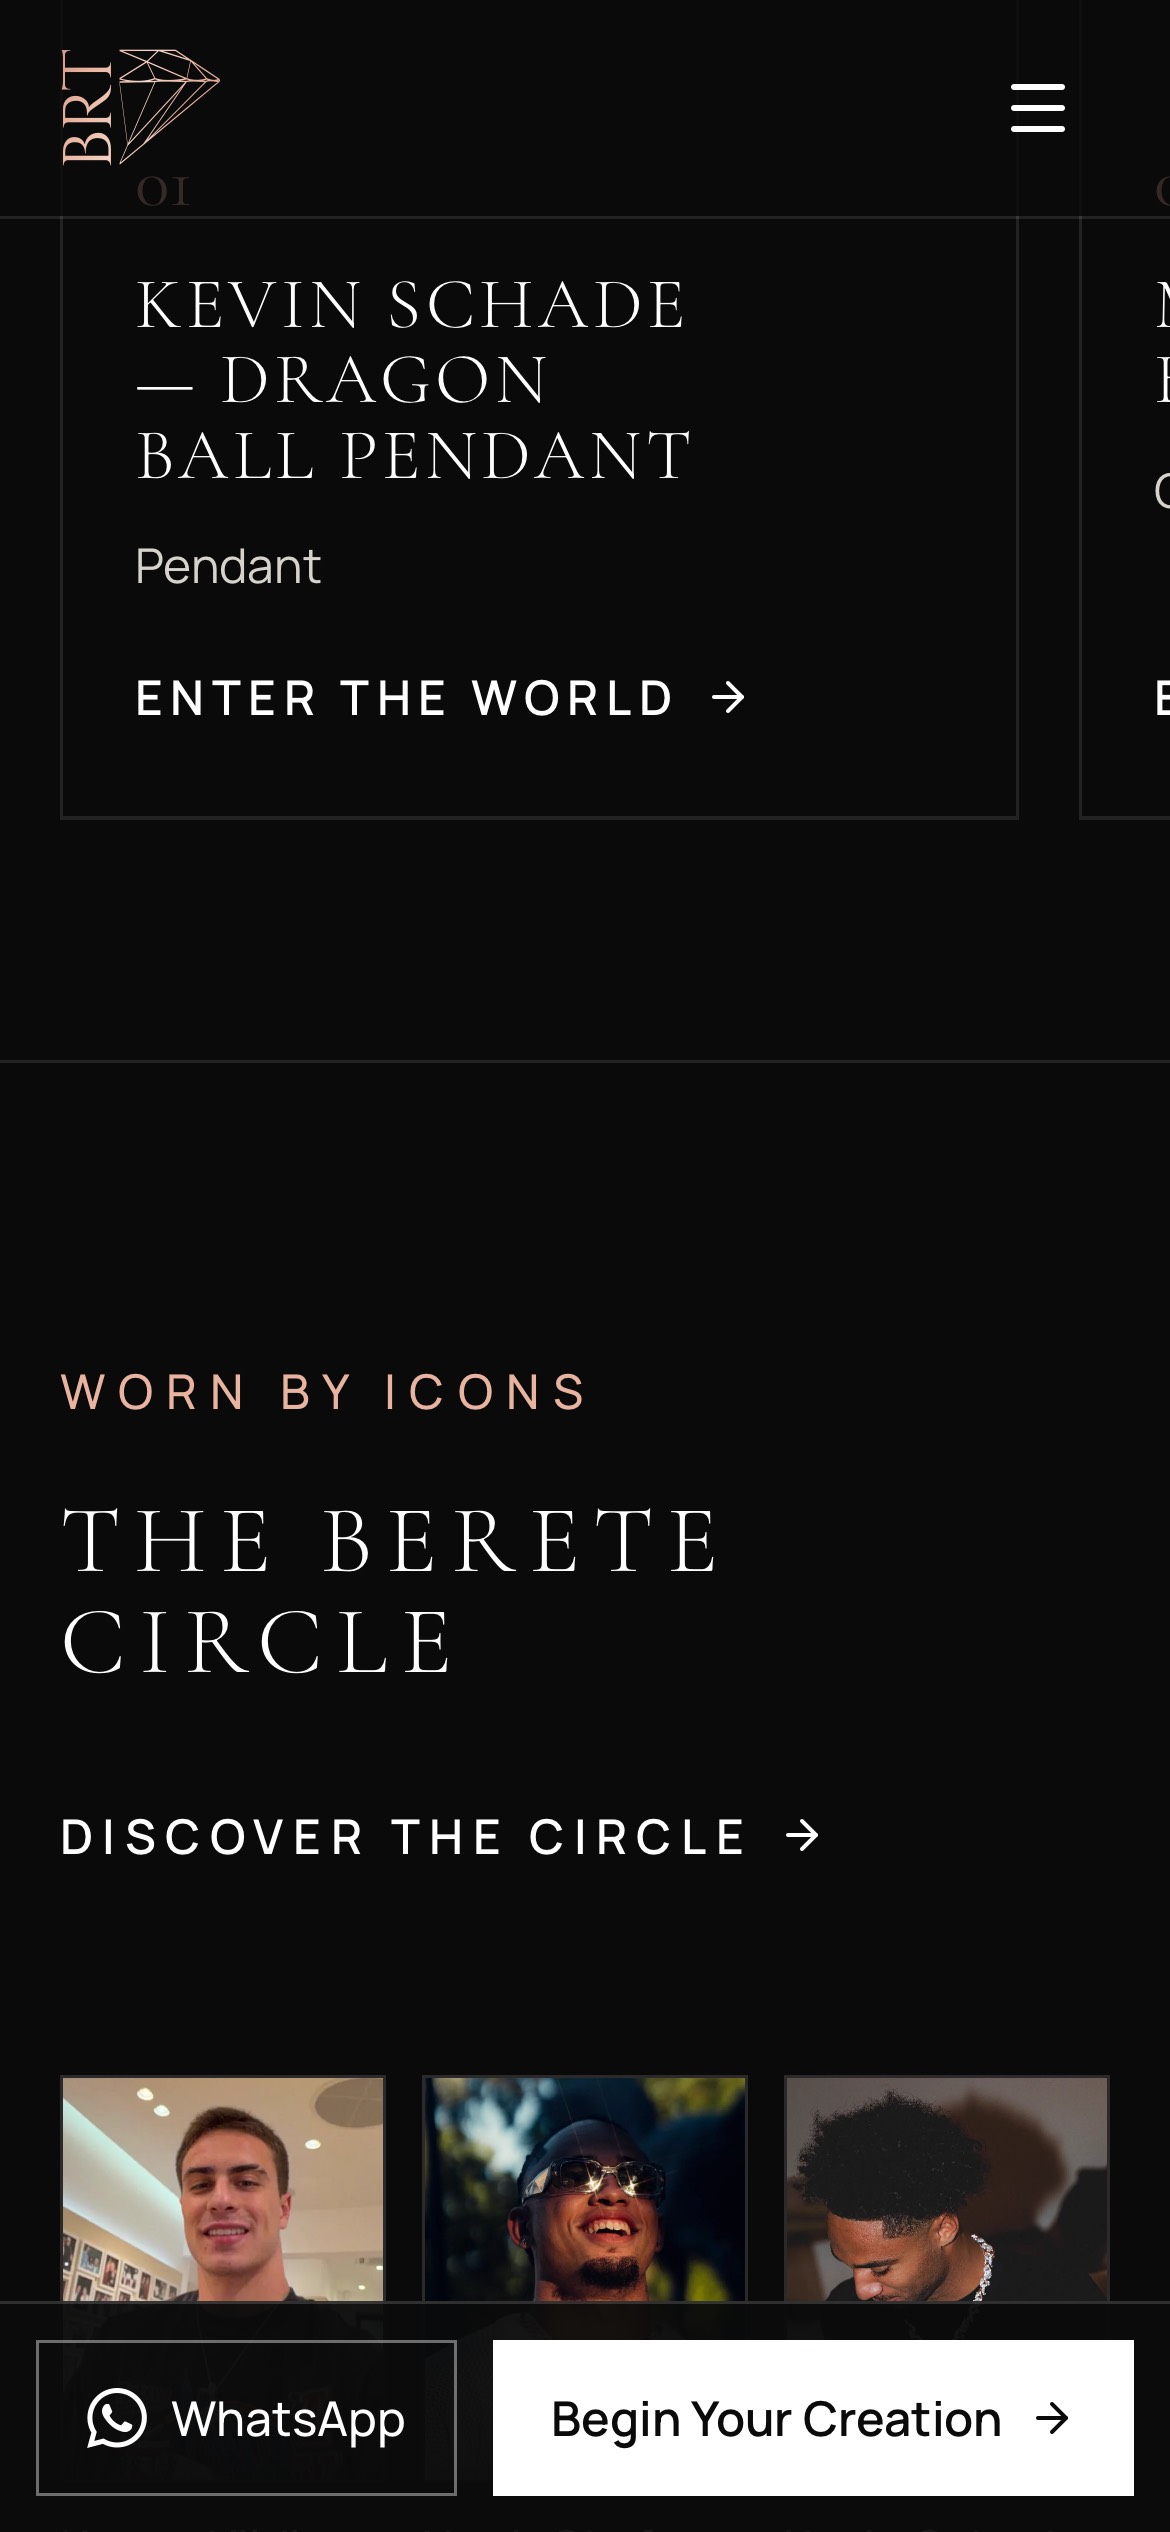 BRT
01
KEVIN SCHADE
— DRAGON
BALL PENDANT
Pendant
ENTER THE WORLD →
WORN BY ICONS
THE BERETE
CIRCLE
DISCOVER THE CIRCLE →
WhatsApp
Begin Your Creation →